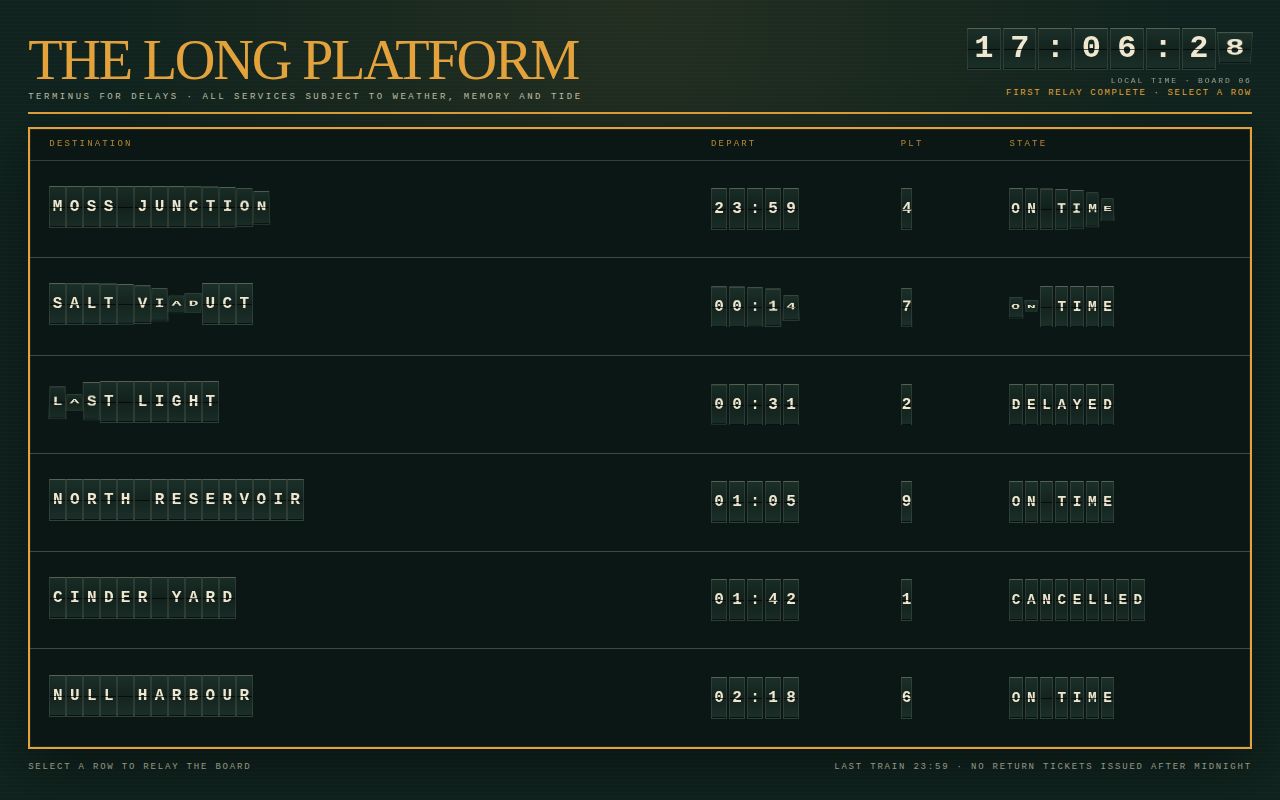 THE LONG PLATFORM
17:06:28
TERMINUS FOR DELAYS · ALL SERVICES SUBJECT TO WEATHER, MEMORY AND TIDE
LOCAL TIME · BOARD 06
FIRST RELAY COMPLETE · SELECT A ROW
DESTINATION DEPART PLT STATE
MOSS JUNCTION 23:59 4 ON TIME
SALT VIADUCT 00:14 7 ON TIME
LAST LIGHT 00:31 2 DELAYED
NORTH RESERVOIR 01:05 9 ON TIME
CINDER YARD 01:42 1 CANCELLED
NULL HARBOUR 02:18 6 ON TIME
SELECT A ROW TO RELAY THE BOARD
LAST TRAIN 23:59 · NO RETURN TICKETS ISSUED AFTER MIDNIGHT